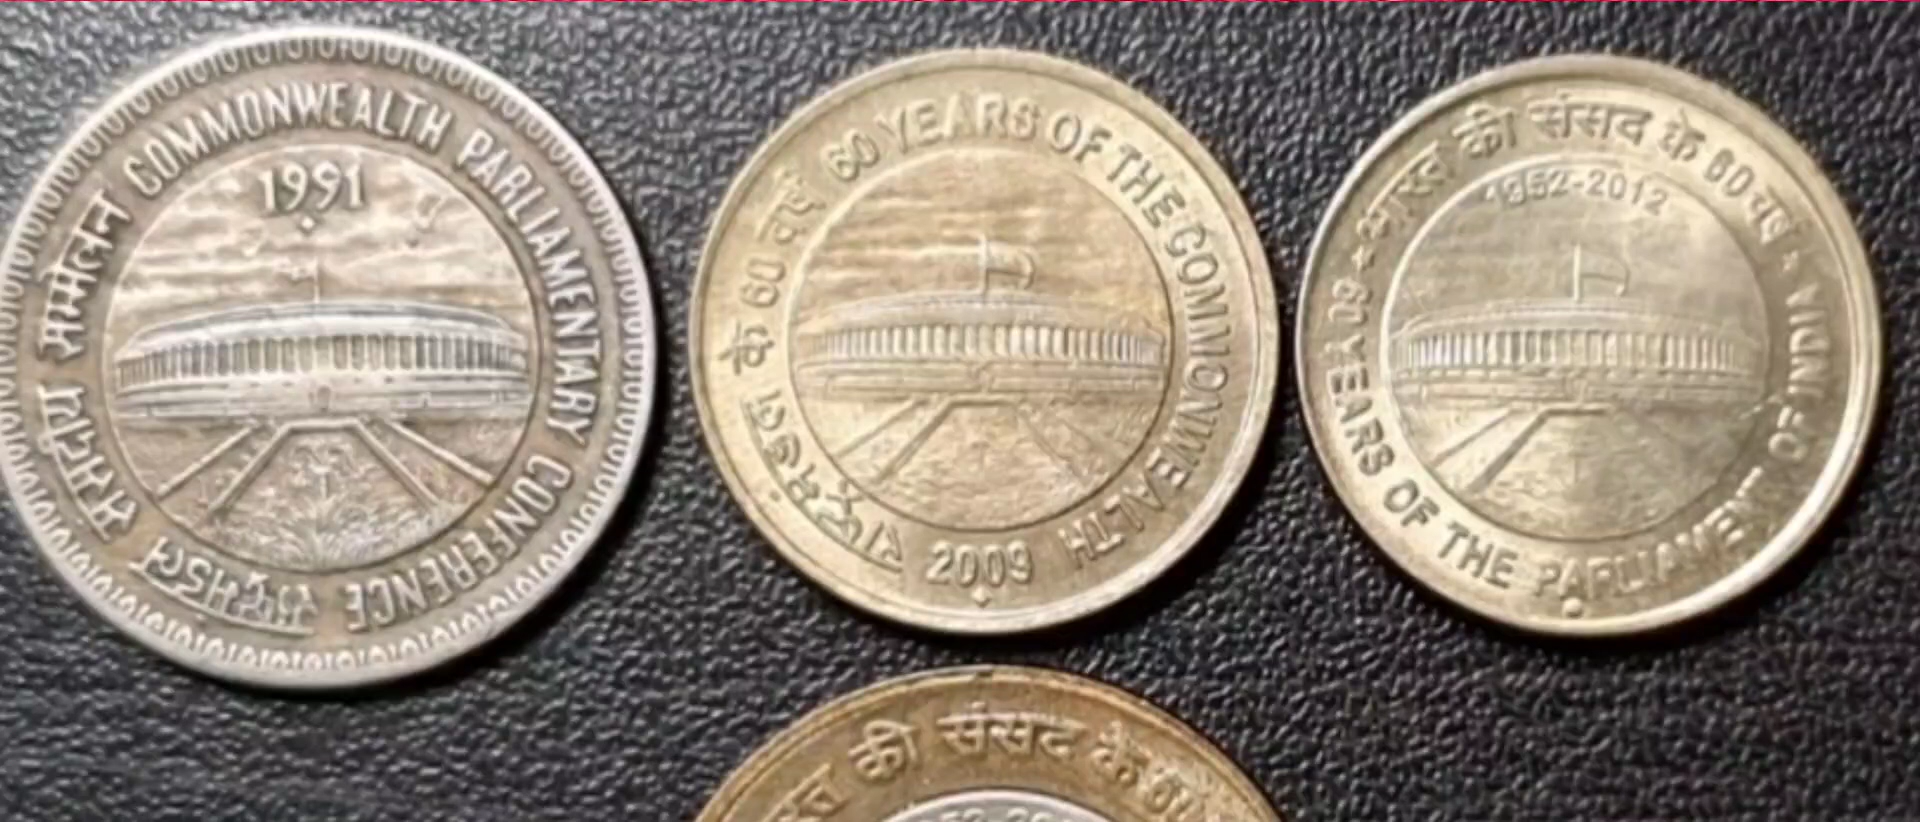 राष्ट्रमंडल संसदीय सम्मेलन COMMONWEALTH PARLIAMENTARY CONFERENCE
1991
राष्ट्रमंडल के 60 वर्ष 60 YEARS OF THE COMMONWEALTH
2009
भारत की संसद के 60 वर्ष
60 YEARS OF THE PARLIAMENT OF INDIA
1952-2012
की संसद के